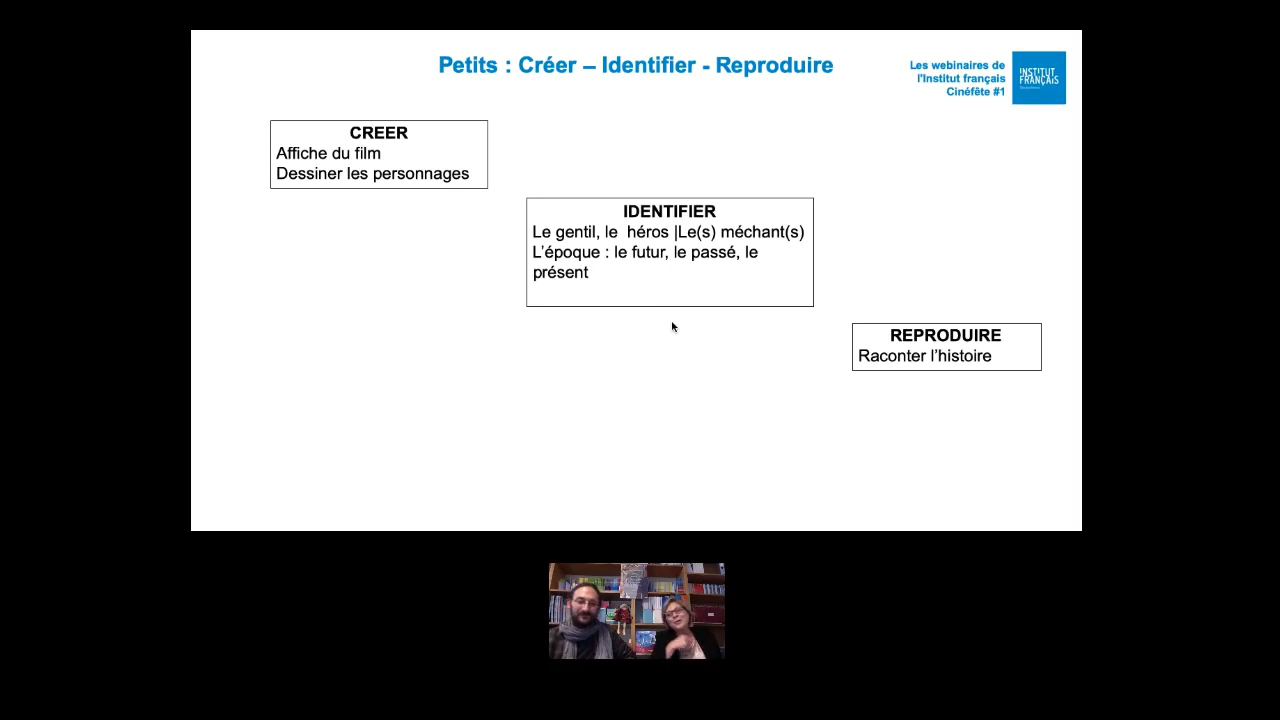 Petits : Créer – Identifier - Reproduire
Les webinaires de
l'Institut français
Cinéfête #1
INSTITUT
FRANÇAIS
CREER
Affiche du film
Dessiner les personnages
IDENTIFIER
Le gentil, le  héros |Le(s) méchant(s)
L’époque : le futur, le passé, le
présent
REPRODUIRE
Raconter l’histoire